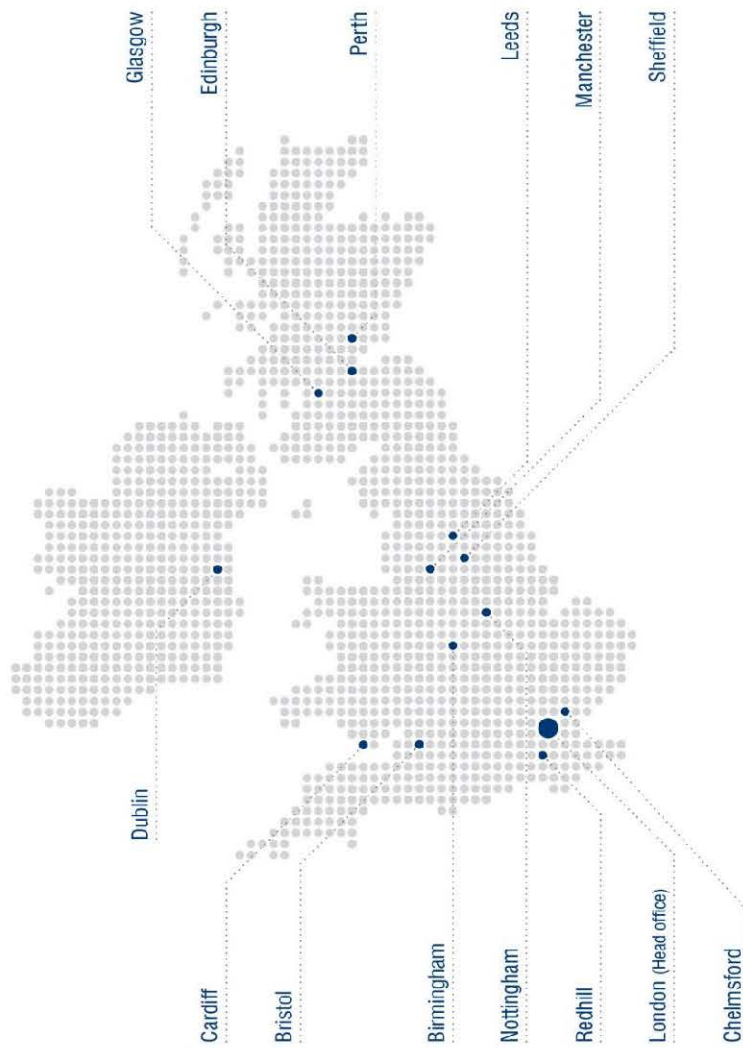 Glasgow
Edinburgh
Perth
Leeds
Manchester
Sheffield
Dublin
Cardiff
Bristol
Birmingham
Nottingham
Redhill
London (Head office)
Chelmsford